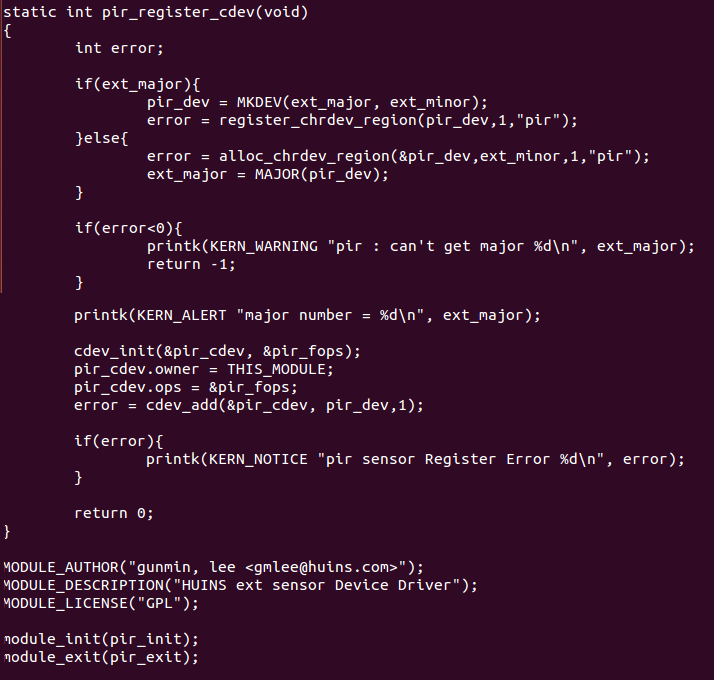 static int pir_register_cdev(void)
{
        int error;

        if(ext_major){
                pir_dev = MKDEV(ext_major, ext_minor);
                error = register_chrdev_region(pir_dev,1,"pir");
        }else{
                error = alloc_chrdev_region(&pir_dev,ext_minor,1,"pir");
                ext_major = MAJOR(pir_dev);
        }

        if(error<0){
                printk(KERN_WARNING "pir : can't get major %d\n", ext_major);
                return -1;
        }

        printk(KERN_ALERT "major number = %d\n", ext_major);

        cdev_init(&pir_cdev, &pir_fops);
        pir_cdev.owner = THIS_MODULE;
        pir_cdev.ops = &pir_fops;
        error = cdev_add(&pir_cdev, pir_dev,1);

        if(error){
                printk(KERN_NOTICE "pir sensor Register Error %d\n", error);
        }

        return 0;
}

MODULE_AUTHOR("gunmin, lee <gmlee@huins.com>");
MODULE_DESCRIPTION("HUINS ext sensor Device Driver");
MODULE_LICENSE("GPL");

module_init(pir_init);
module_exit(pir_exit);